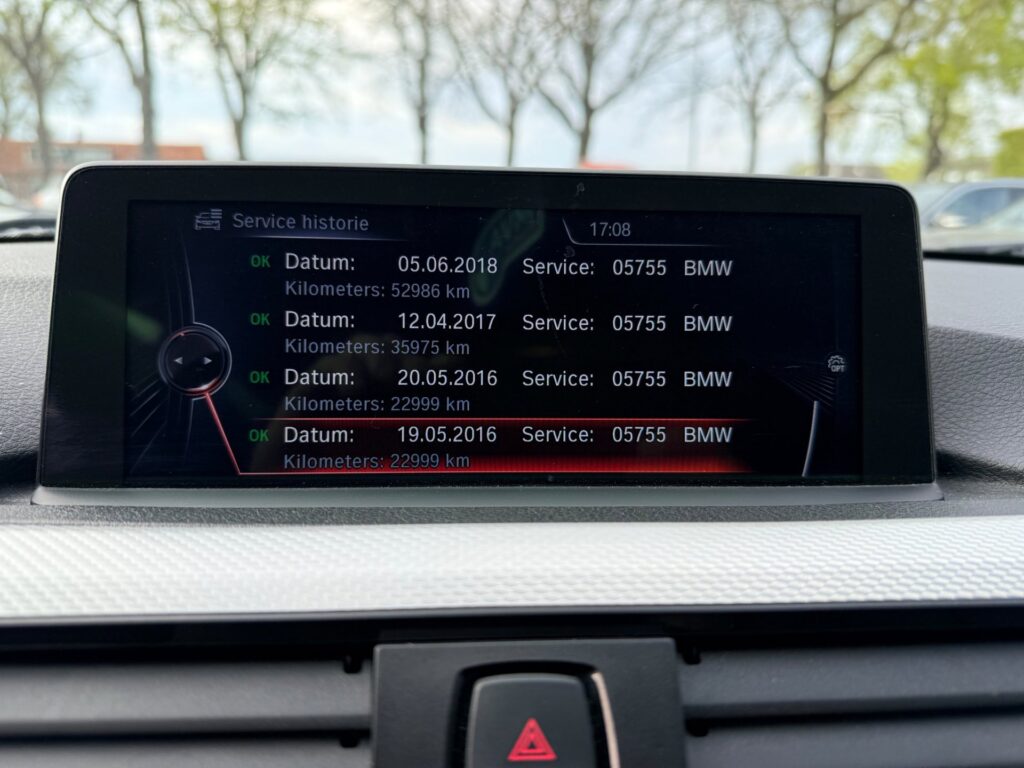 Service historie 17:08
OK Datum: 05.06.2018 Service: 05755 BMW
Kilometers: 52986 km
OK Datum: 12.04.2017 Service: 05755 BMW
Kilometers: 35975 km
OK Datum: 20.05.2016 Service: 05755 BMW
Kilometers: 22999 km
OPT
OK Datum: 19.05.2016 Service: 05755 BMW
Kilometers: 22999 km